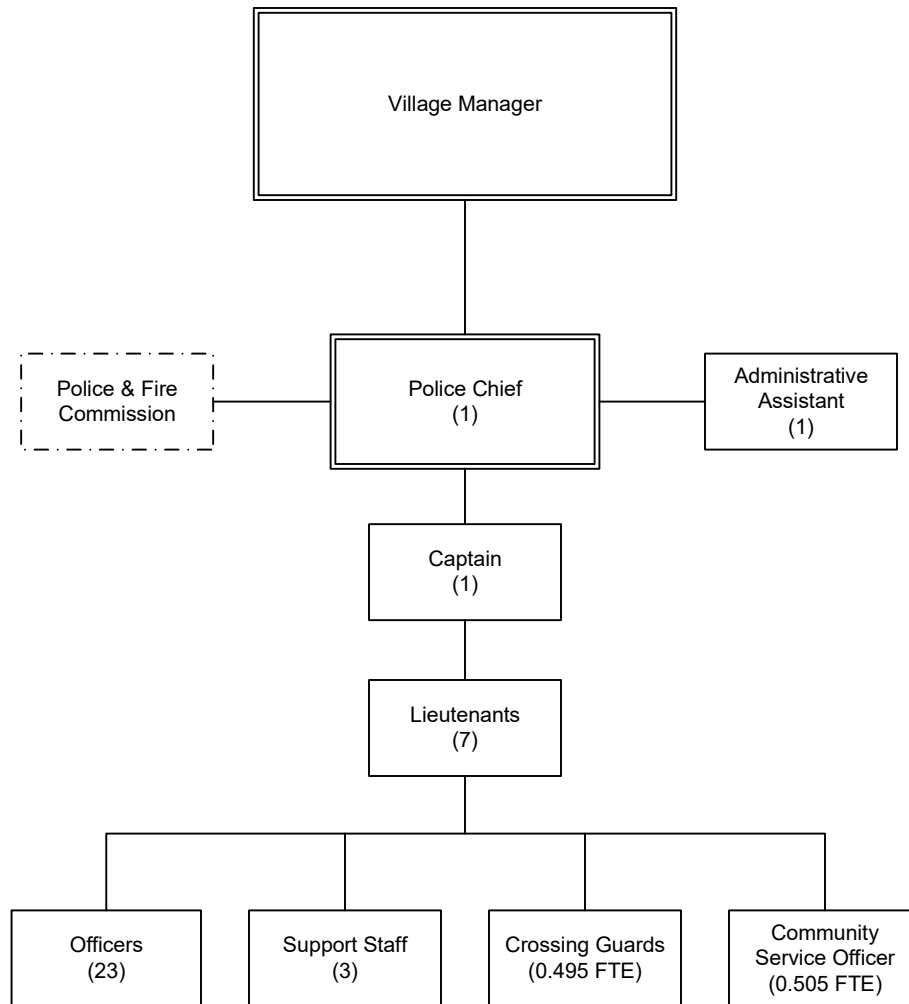 Village Manager
Police & Fire
Commission
Police Chief
(1)
Administrative
Assistant
(1)
Captain
(1)
Lieutenants
(7)
Officers
(23)
Support Staff
(3)
Crossing Guards
(0.495 FTE)
Community
Service Officer
(0.505 FTE)